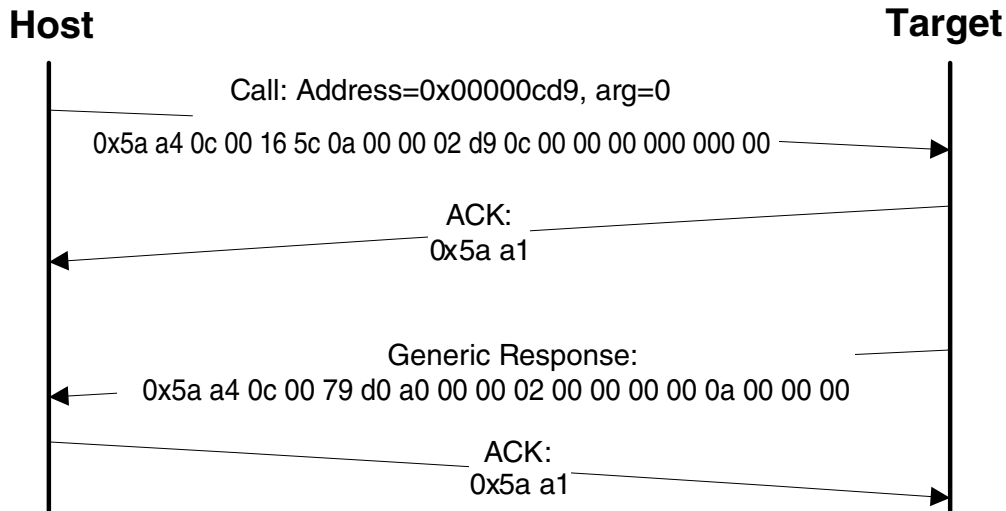 Host
Target
Call: Address=0x00000cd9, arg=0
0x5a a4 0c 00 16 5c 0a 00 00 02 d9 0c 00 00 00 000 000 00
ACK:
0x5a a1
Generic Response:
0x5a a4 0c 00 79 d0 a0 00 00 02 00 00 00 00 0a 00 00 00
ACK:
0x5a a1